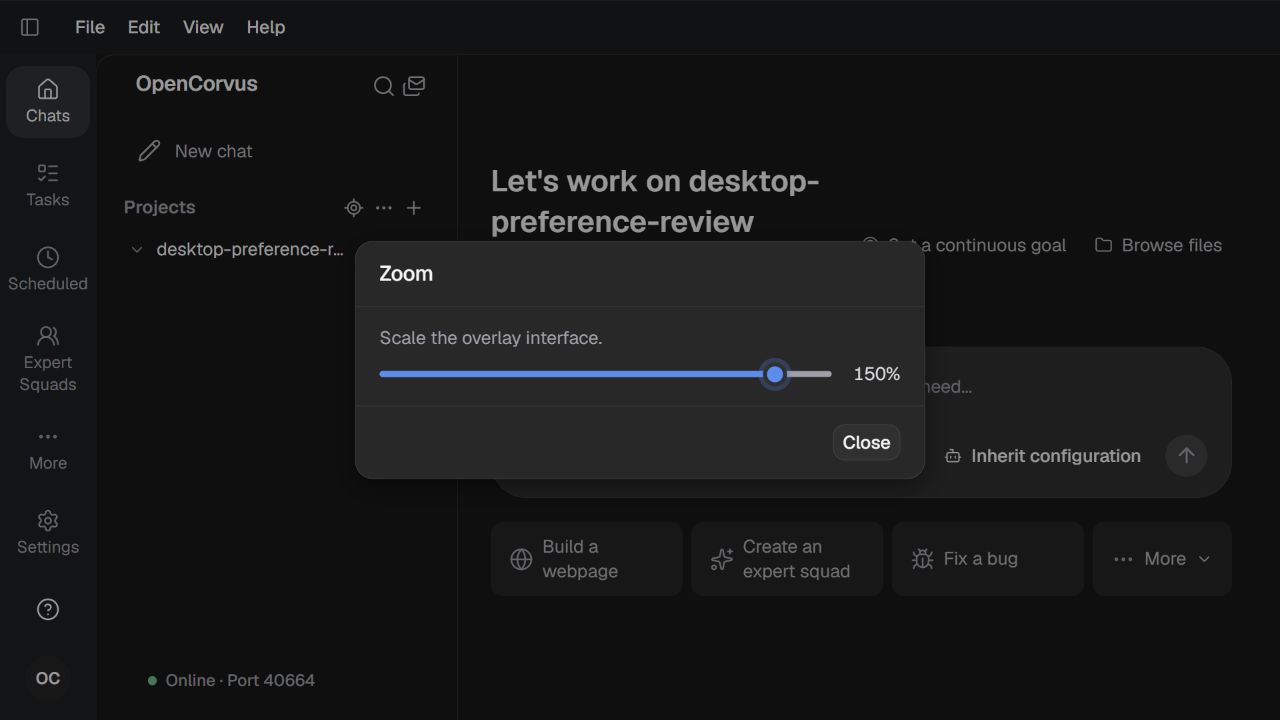 File Edit View Help
OpenCorvus
Chats
Tasks
Scheduled
Expert
Squads
More
Settings
OC
New chat
Projects
desktop-preference-r...
Online · Port 40664
Let's work on desktop-
preference-review
a continuous goal
Browse files
Zoom
Scale the overlay interface.
150%
Close
Inherit configuration
Build a
webpage
Create an
expert squad
Fix a bug
More